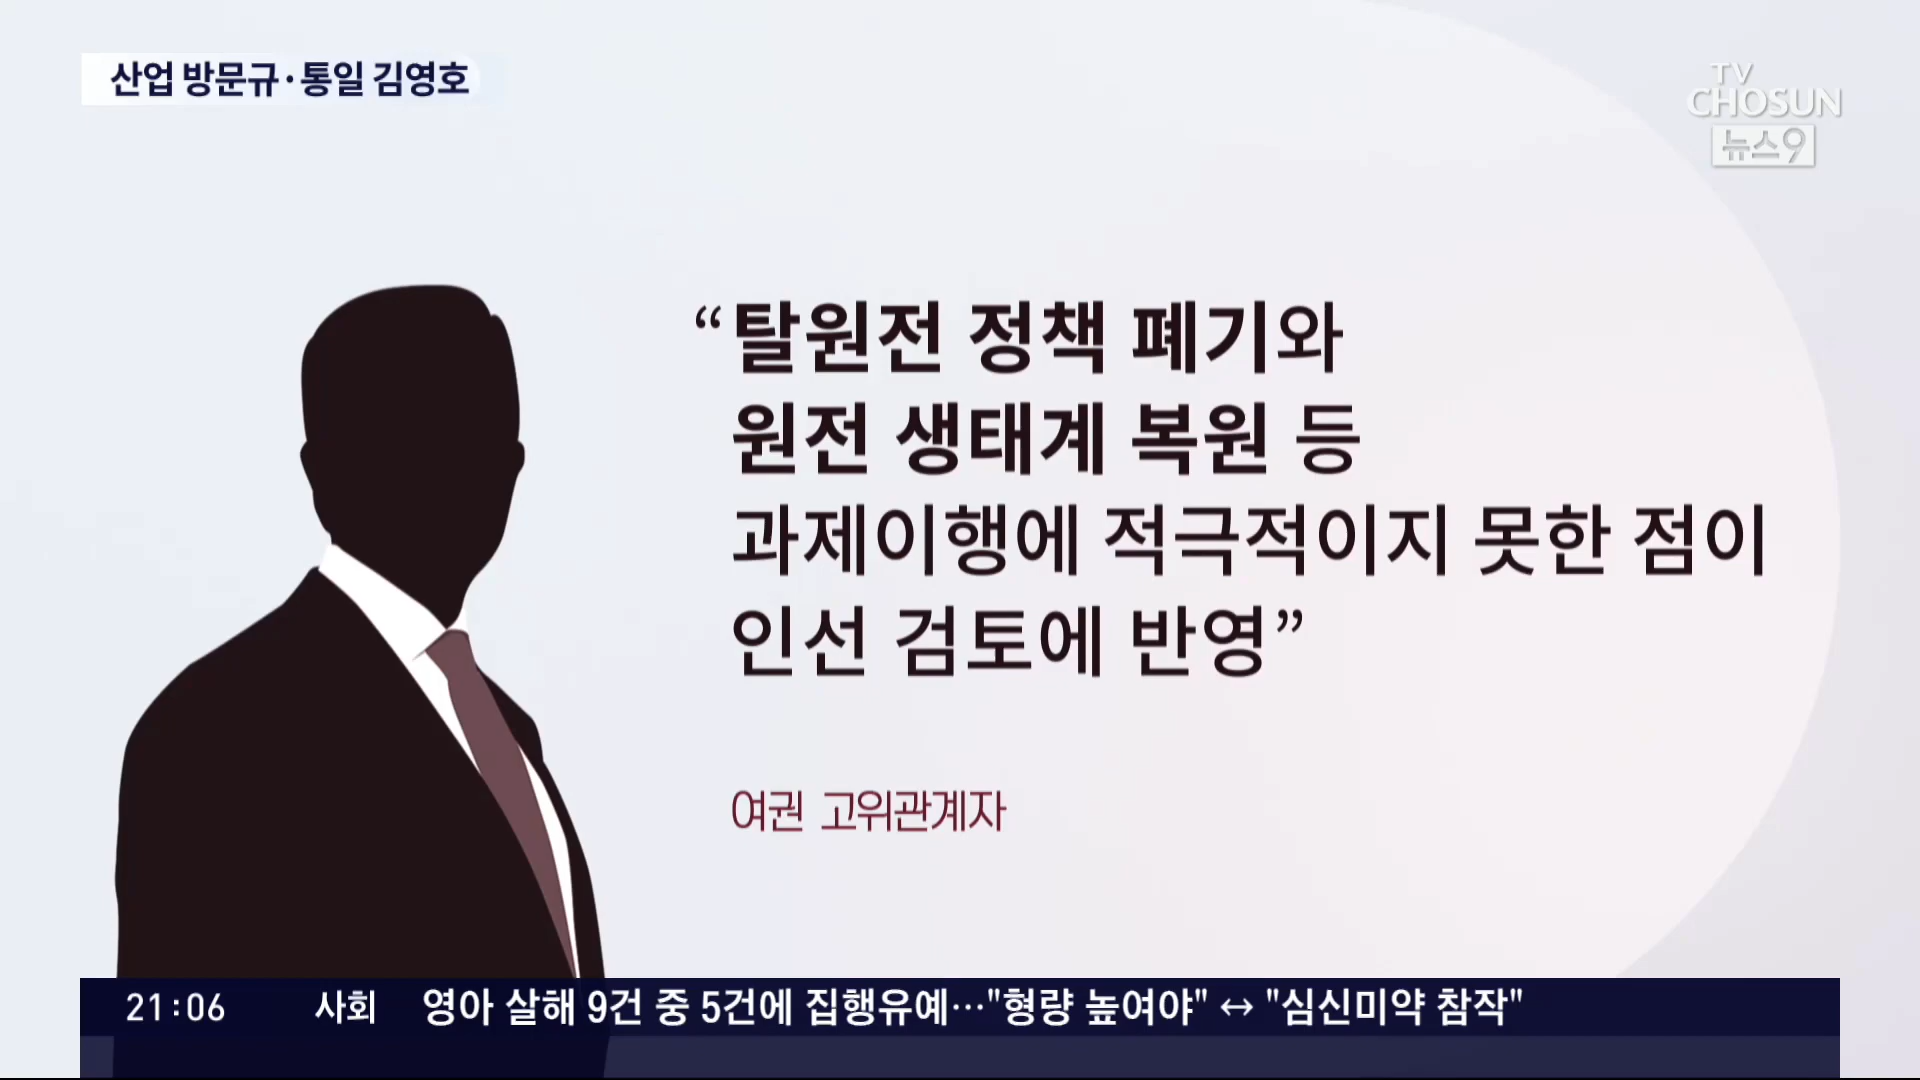 산업 방문규·통일 김영호
TV
CHOSUN
뉴스9
“탈원전 정책 폐기와
원전 생태계 복원 등
과제이행에 적극적이지 못한 점이
인선 검토에 반영”
여권 고위관계자
21:06 사회 영아 살해 9건 중 5건에 집행유예…"형량 높여야" ↔ "심신미약 참작"